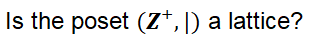 Is the poset (Z⁺, |) a lattice?